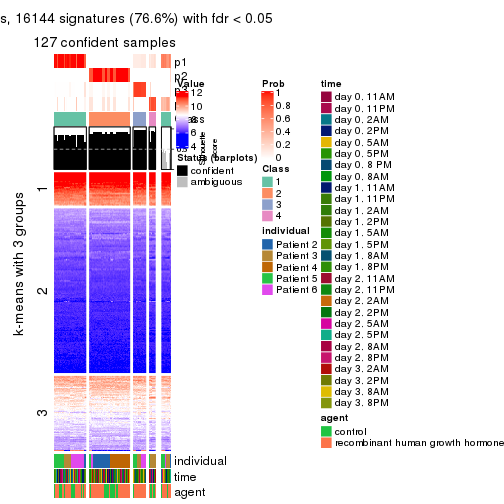 s, 16144 signatures (76.6%) with fdr < 0.05
127 confident samples
p1
p2
p3
Value
12
10
8
6
4
Silhouette
score
Status (barplots)
confident
ambiguous
Prob
1
0.8
0.6
0.4
0.2
0
Class
1
2
3
4
individual
Patient 2
Patient 3
Patient 4
Patient 5
Patient 6
time
day 0. 11AM
day 0. 11PM
day 0. 2AM
day 0. 2PM
day 0. 5AM
day 0. 5PM
day 0. 8 PM
day 0. 8AM
day 1. 11AM
day 1. 11PM
day 1. 2AM
day 1. 2PM
day 1. 5AM
day 1. 5PM
day 1. 8AM
day 1. 8PM
day 2. 11AM
day 2. 11PM
day 2. 2AM
day 2. 2PM
day 2. 5AM
day 2. 5PM
day 2. 8AM
day 2. 8PM
day 3. 2AM
day 3. 2PM
day 3. 8AM
day 3. 8PM
agent
control
recombinant human growth hormone
k-means with 3 groups
1
2
3
individual
time
agent